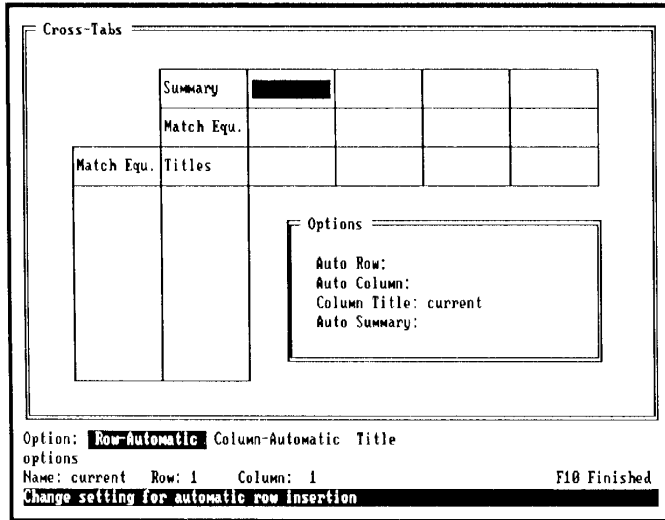 Cross-Tabs
Summary
Match Equ.
Match Equ. Titles
Options
Auto Row:
Auto Column:
Column Title: current
Auto Summary:
Option: Row-Automatic Column-Automatic Title
options
Name: current Row: 1 Column: 1 F10 Finished
Change setting for automatic row insertion